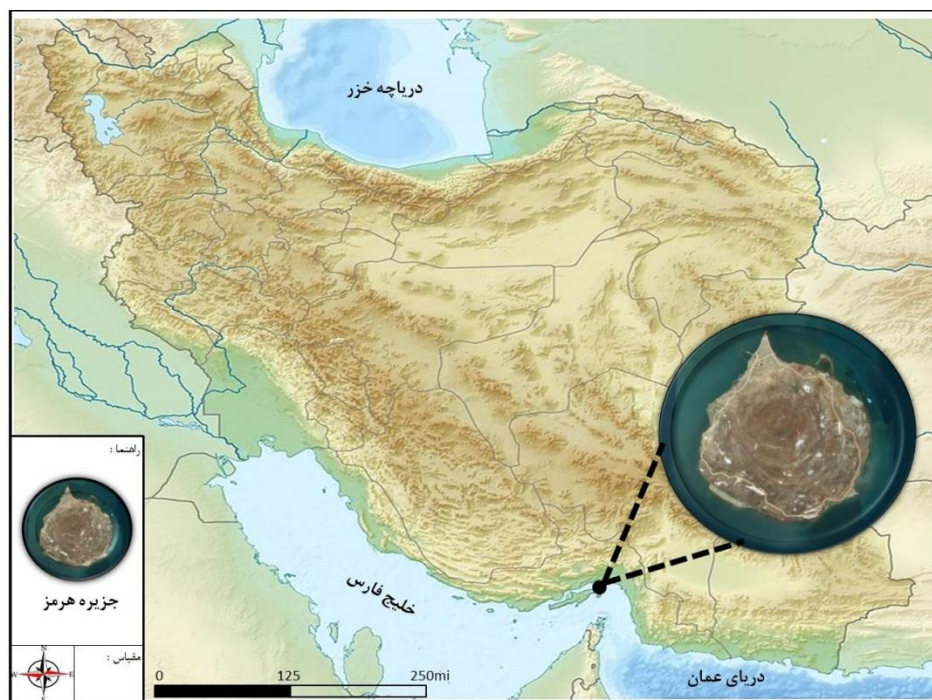 دریاچه خزر
راهنما :
جزیره هرمز
خلیج فارس
مقیاس :
N
W
E
S
0
125
250mi
دریای عمان